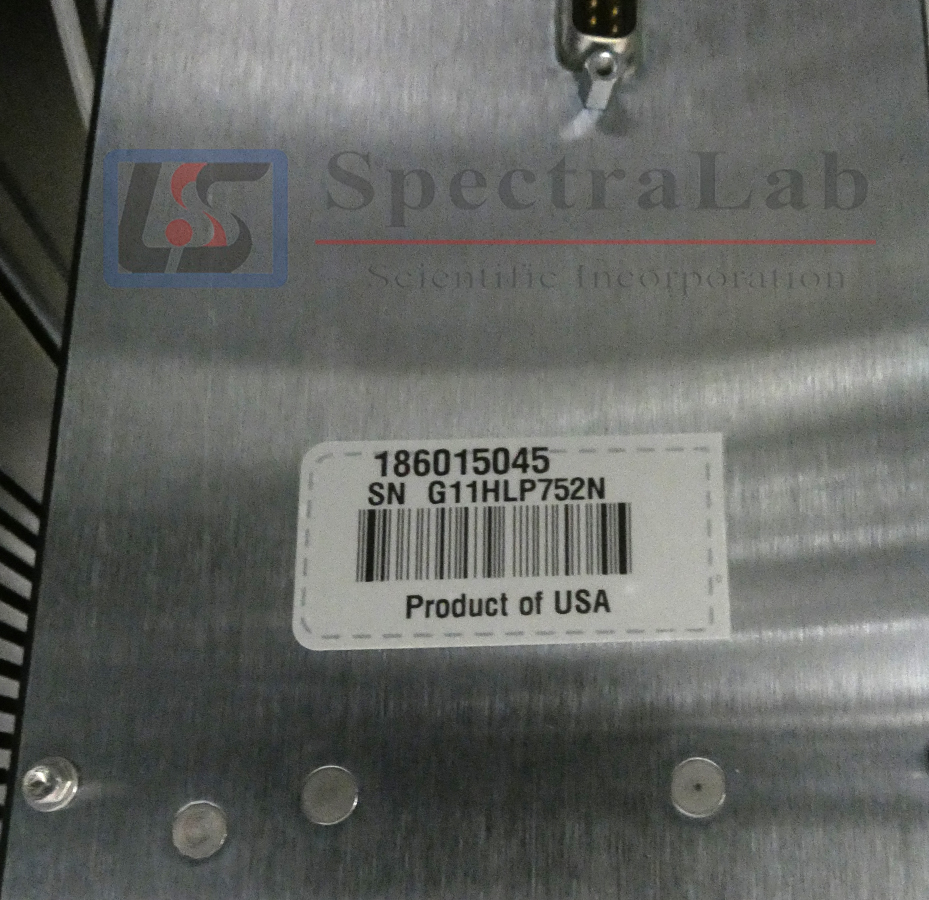 SpectraLab
Scientific Incorporation
186015045
SN G11HLP752N
Product of USA